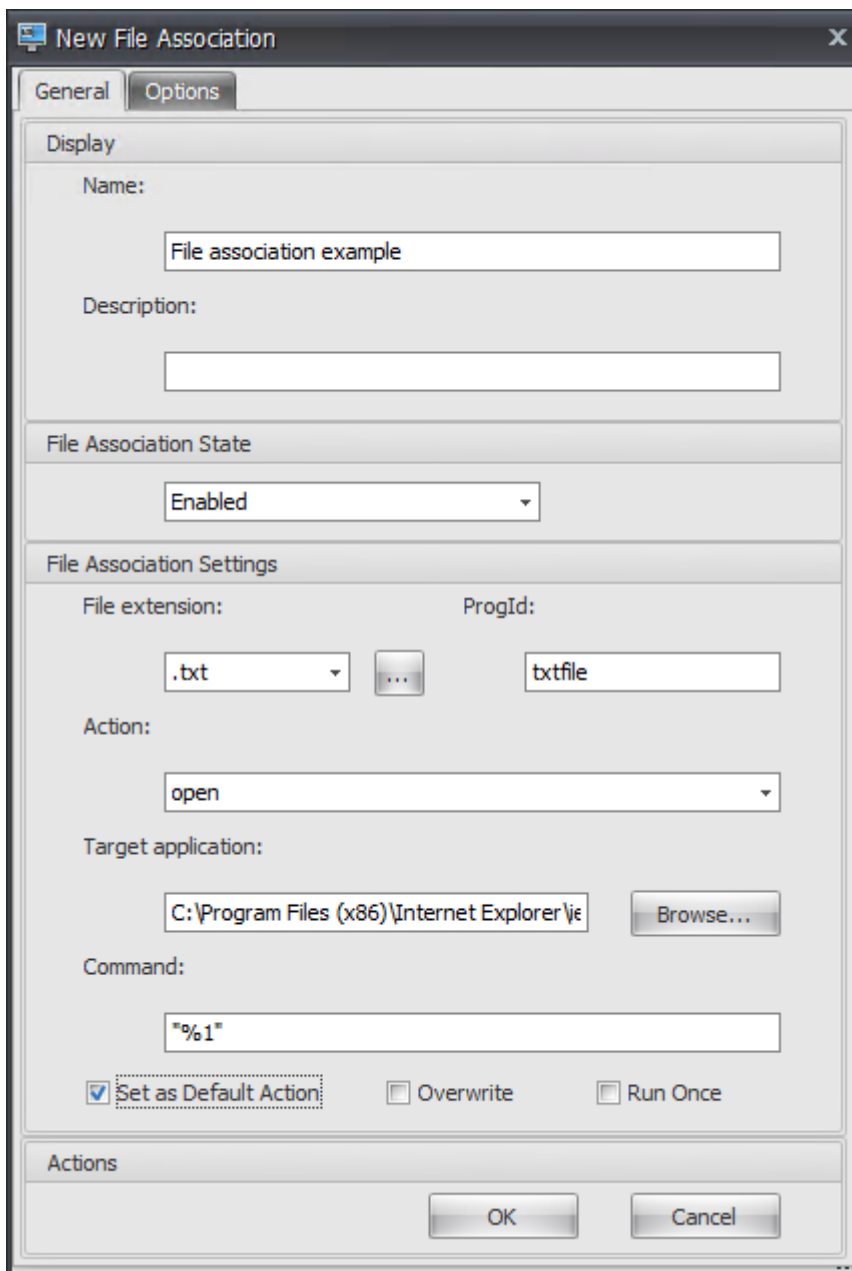 New File Association
General Options
Display
Name:
File association example
Description:
File Association State
Enabled
File Association Settings
File extension: ProgId:
.txt ... txtfile
Action:
open
Target application:
C:\Program Files (x86)\Internet Explorer\ie Browse...
Command:
"%1"
Set as Default Action Overwrite Run Once
Actions
OK Cancel